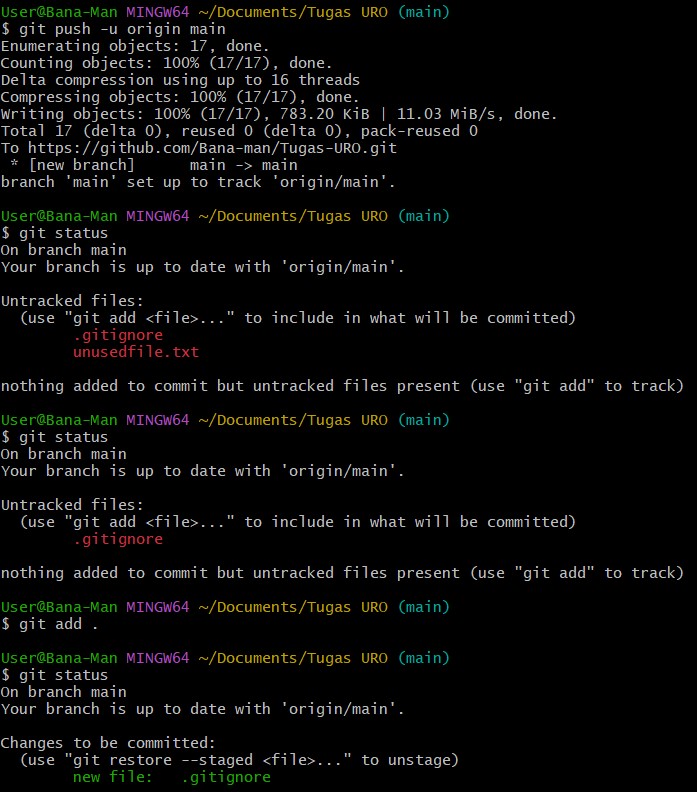 User@Bana-Man MINGW64 ~/Documents/Tugas URO (main)
$ git push -u origin main
Enumerating objects: 17, done.
Counting objects: 100% (17/17), done.
Delta compression using up to 16 threads
Compressing objects: 100% (17/17), done.
Writing objects: 100% (17/17), 783.20 KiB | 11.03 MiB/s, done.
Total 17 (delta 0), reused 0 (delta 0), pack-reused 0
To https://github.com/Bana-man/Tugas-URO.git
 * [new branch]      main -> main
branch 'main' set up to track 'origin/main'.

User@Bana-Man MINGW64 ~/Documents/Tugas URO (main)
$ git status
On branch main
Your branch is up to date with 'origin/main'.

Untracked files:
  (use "git add <file>..." to include in what will be committed)
        .gitignore
        unusedfile.txt

nothing added to commit but untracked files present (use "git add" to track)

User@Bana-Man MINGW64 ~/Documents/Tugas URO (main)
$ git status
On branch main
Your branch is up to date with 'origin/main'.

Untracked files:
  (use "git add <file>..." to include in what will be committed)
        .gitignore

nothing added to commit but untracked files present (use "git add" to track)

User@Bana-Man MINGW64 ~/Documents/Tugas URO (main)
$ git add .

User@Bana-Man MINGW64 ~/Documents/Tugas URO (main)
$ git status
On branch main
Your branch is up to date with 'origin/main'.

Changes to be committed:
  (use "git restore --staged <file>..." to unstage)
        new file:   .gitignore